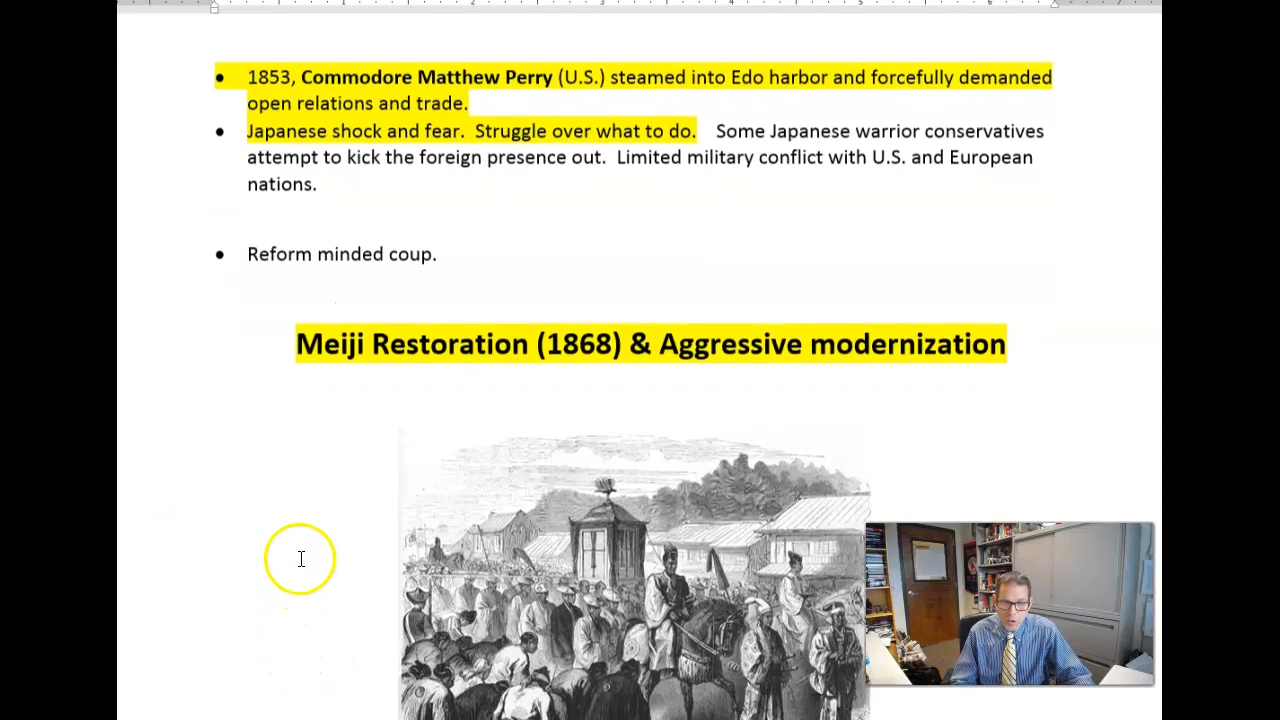 • 1853, Commodore Matthew Perry (U.S.) steamed into Edo harbor and forcefully demanded
open relations and trade.
• Japanese shock and fear.  Struggle over what to do.   Some Japanese warrior conservatives
attempt to kick the foreign presence out.  Limited military conflict with U.S. and European
nations.
• Reform minded coup.
Meiji Restoration (1868) & Aggressive modernization